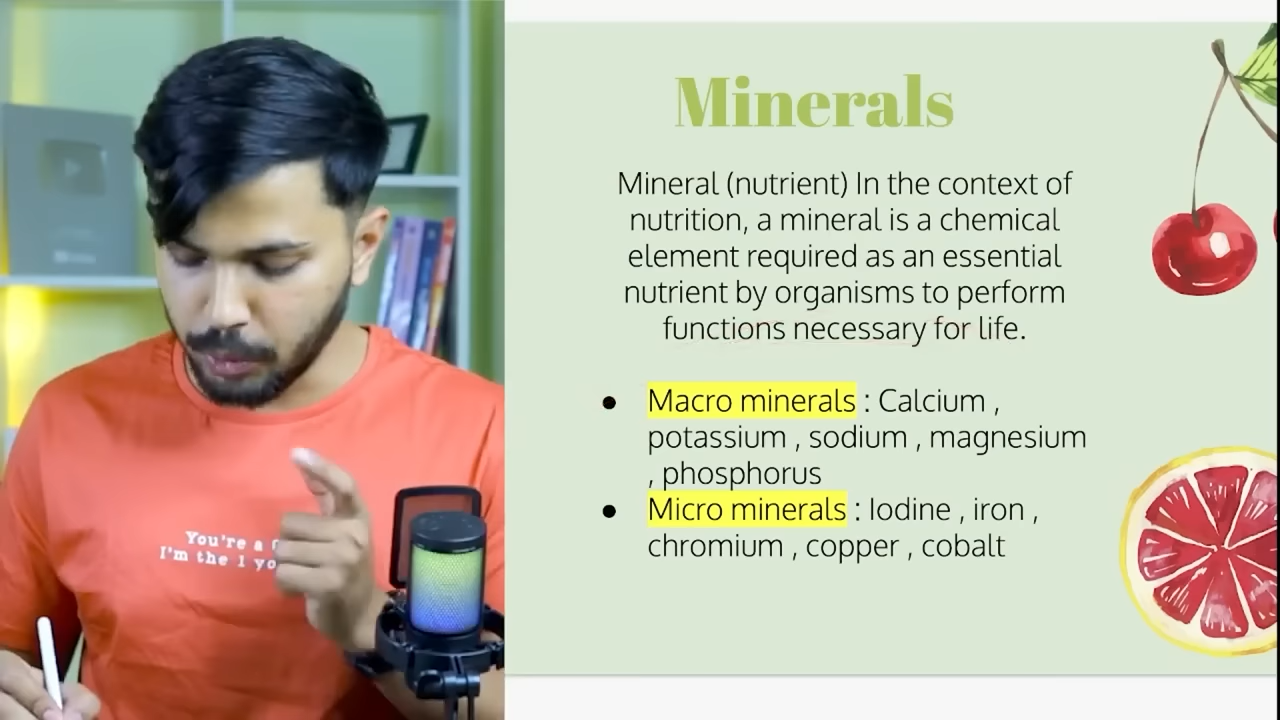 Minerals
Mineral (nutrient) In the context of
nutrition, a mineral is a chemical
element required as an essential
nutrient by organisms to perform
functions necessary for life.
● Macro minerals : Calcium ,
potassium , sodium , magnesium
, phosphorus
● Micro minerals : Iodine , iron ,
chromium , copper , cobalt
You're a
I'm the 1 yo